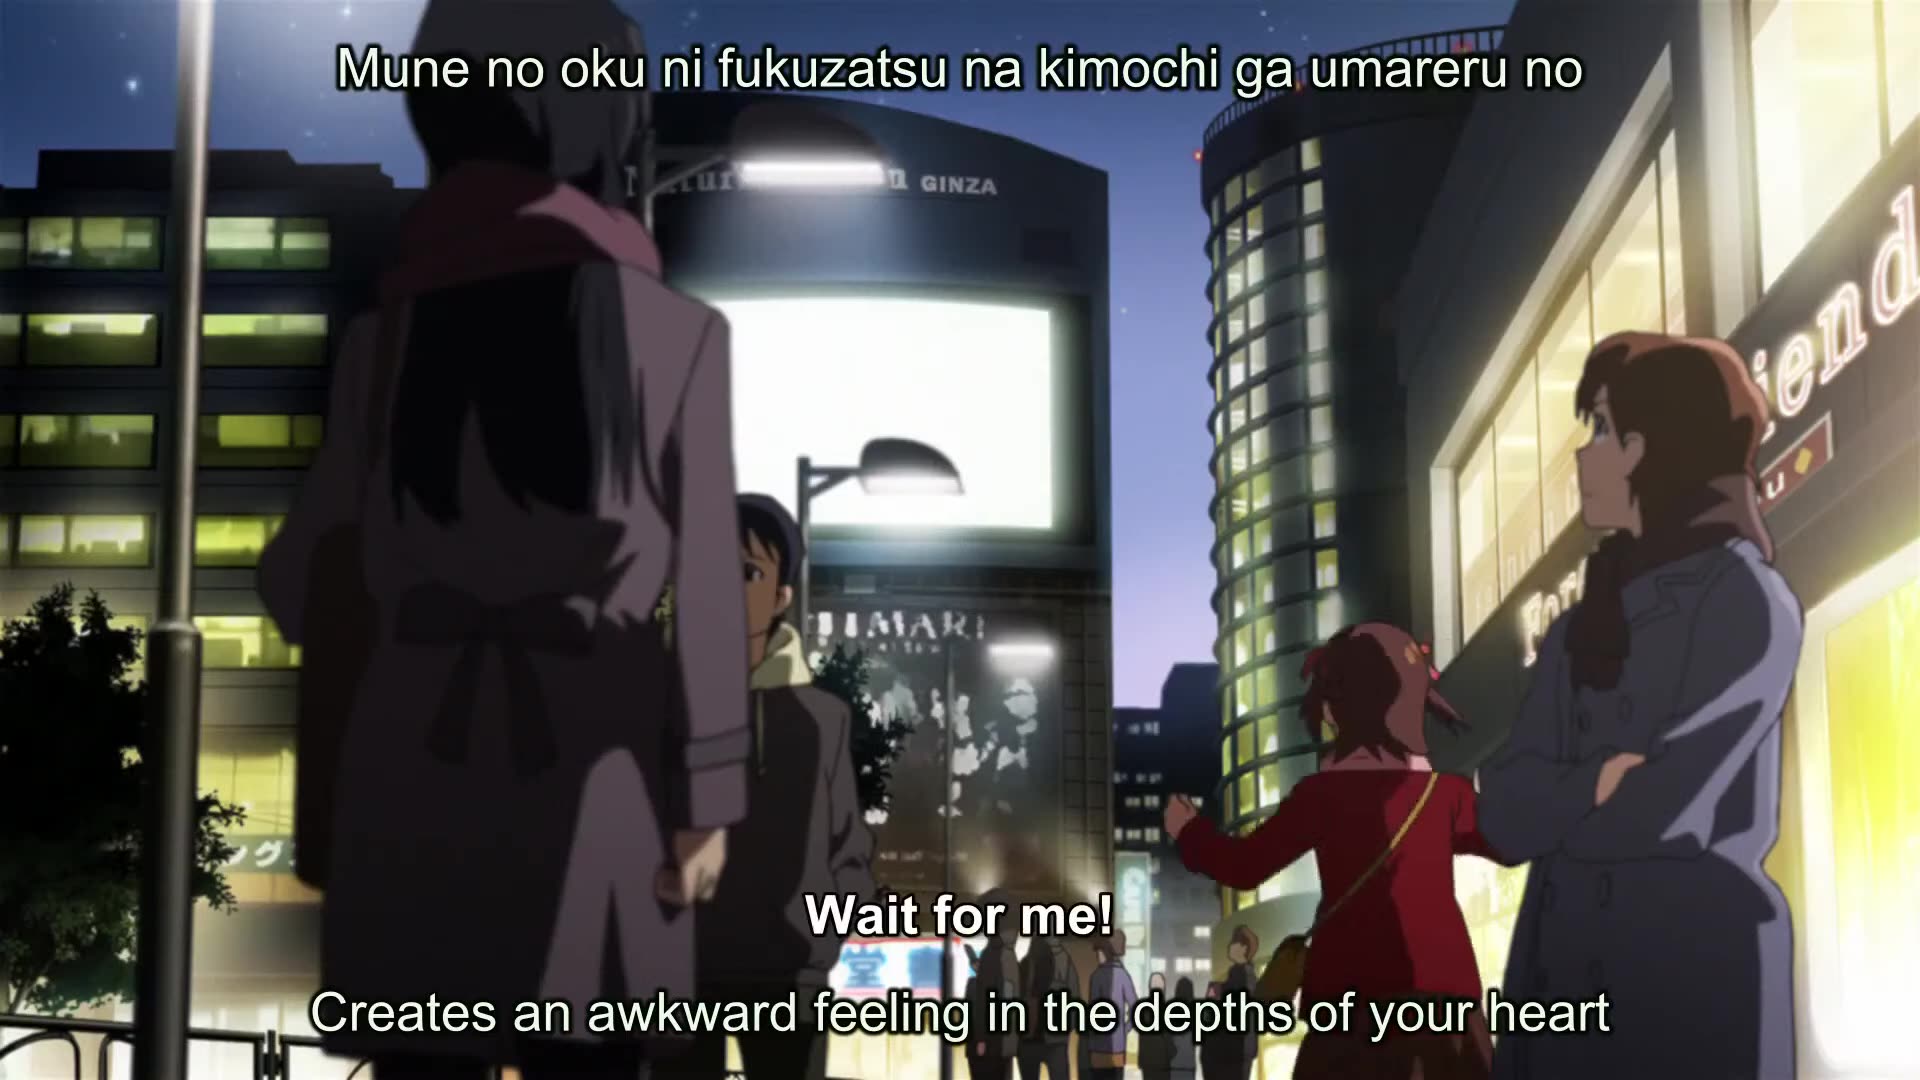 Mune no oku ni fukuzatsu na kimochi ga umareru no
GINZA
iend
Wait for me!
Creates an awkward feeling in the depths of your heart